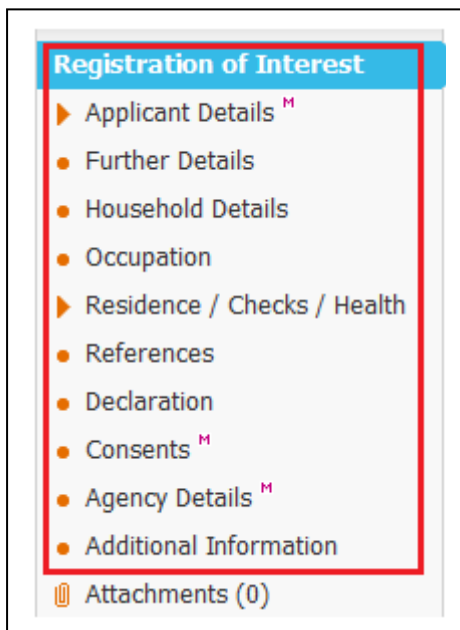 Registration of Interest
Applicant Details M
Further Details
Household Details
Occupation
Residence / Checks / Health
References
Declaration
Consents M
Agency Details M
Additional Information
Attachments (0)